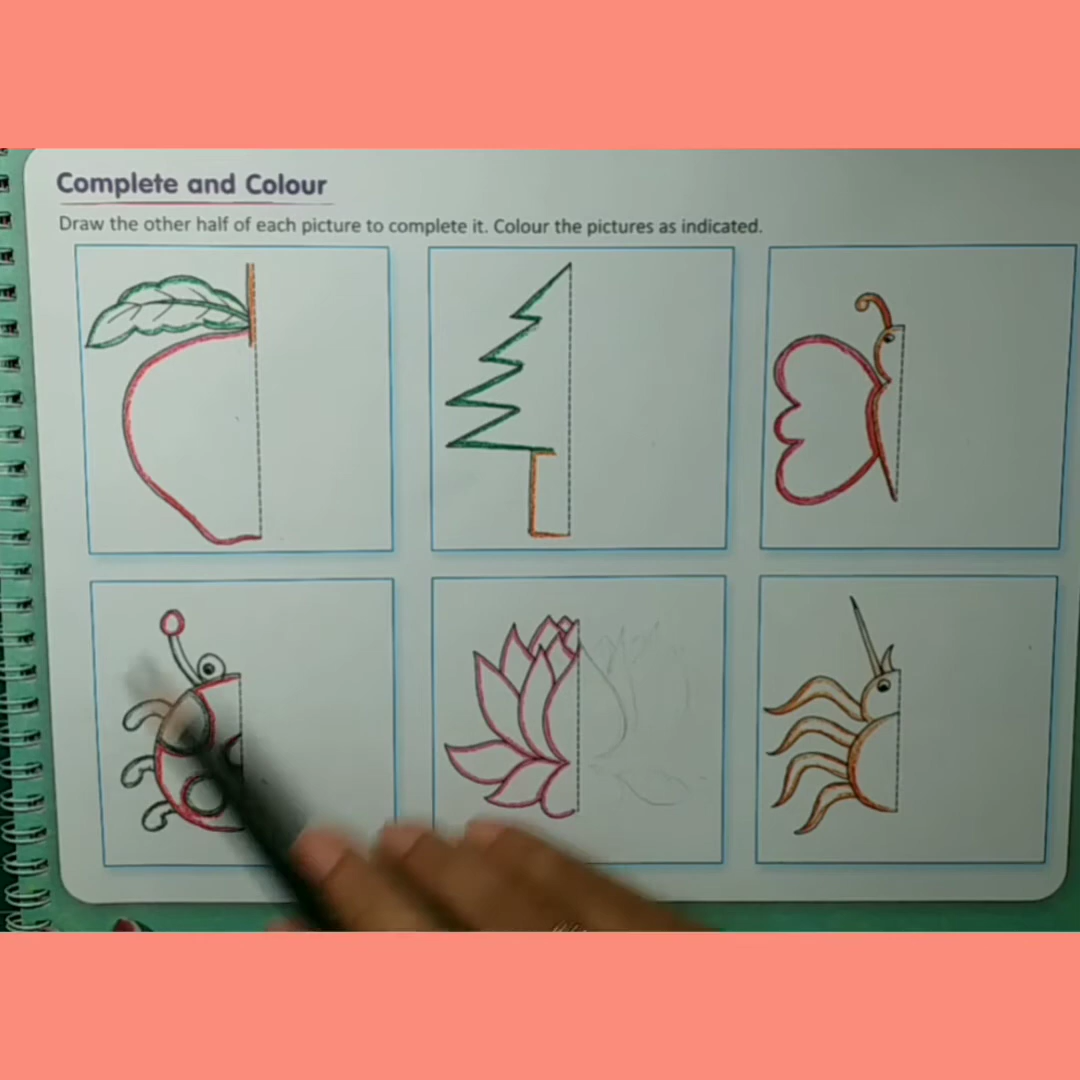 Complete and Colour
Draw the other half of each picture to complete it. Colour the pictures as indicated.